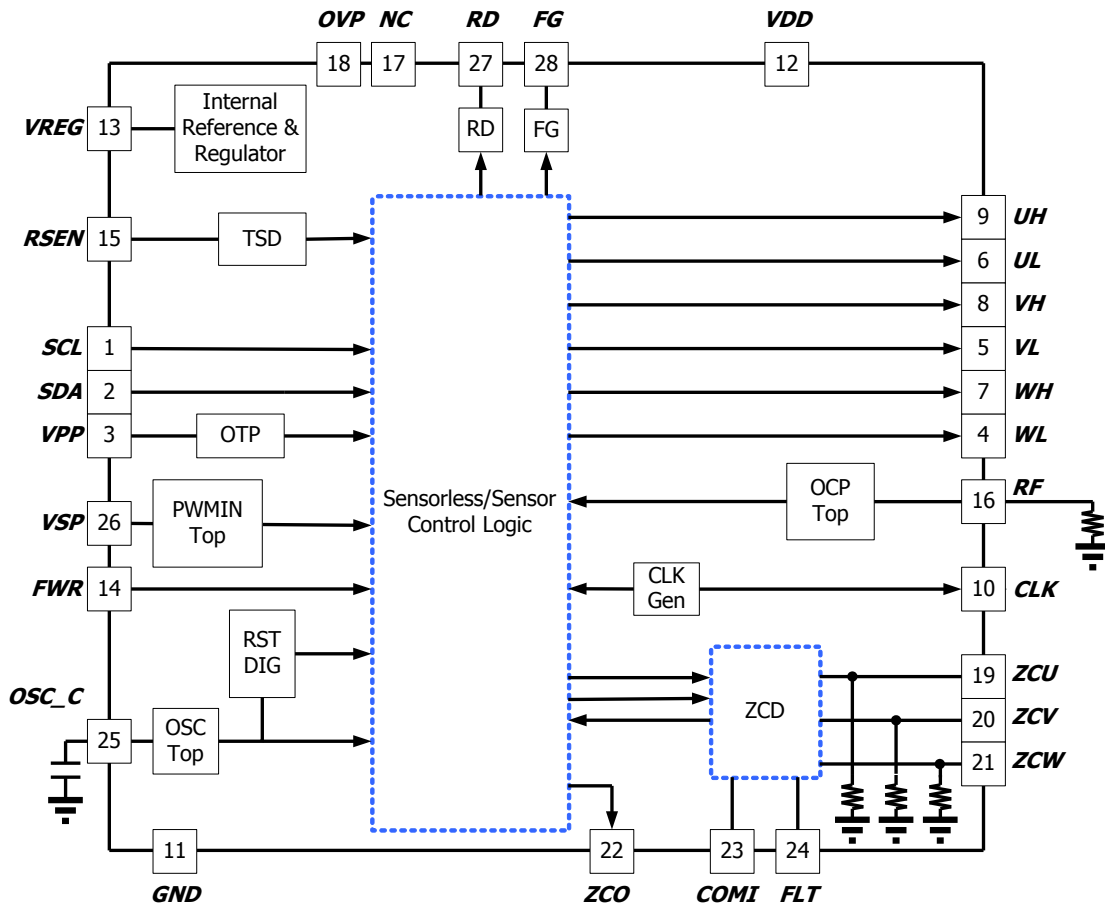 OVP NC RD FG VDD
18 17 27 28 12
VREG 13
Internal
Reference &
Regulator
RD FG
RSEN 15 TSD
9 UH
6 UL
8 VH
SCL 1
5 VL
SDA 2
7 WH
VPP 3 OTP
4 WL
Sensorless/Sensor
Control Logic
OCP
Top
16 RF
VSP 26
PWMIN
Top
FWR 14
CLK
Gen
10 CLK
RST
DIG
19 ZCU
OSC_C
25
OSC
Top
ZCD
20 ZCV
21 ZCW
11 22 23 24
GND ZCO COMI FLT